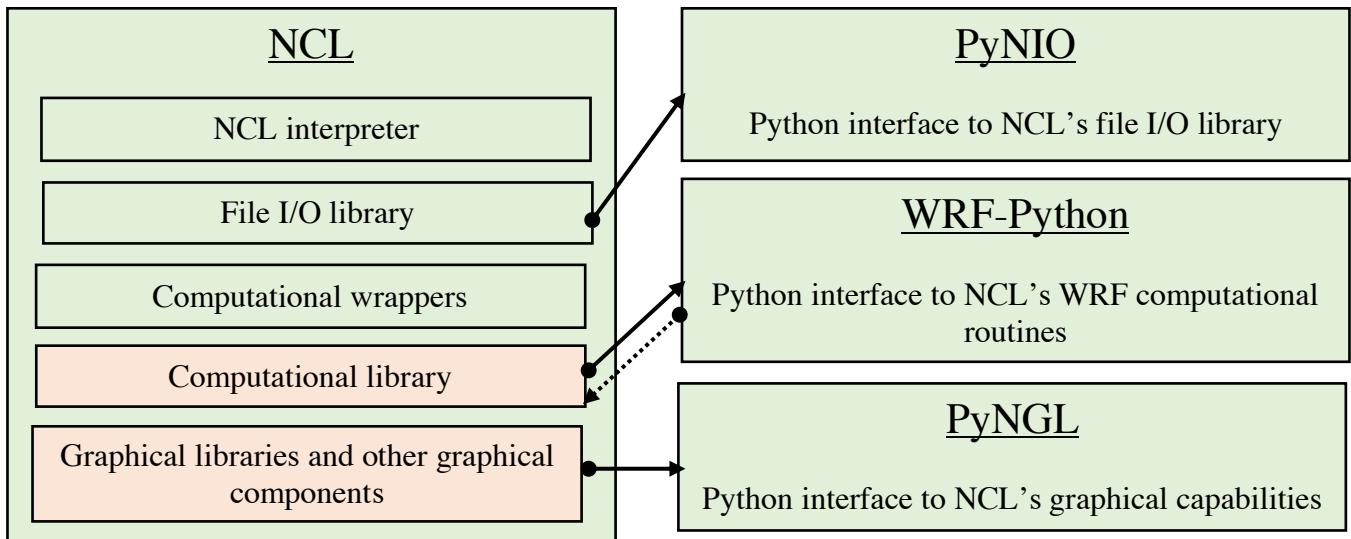 NCL
NCL interpreter
File I/O library
Computational wrappers
Computational library
Graphical libraries and other graphical
components
PyNIO
Python interface to NCL’s file I/O library
WRF-Python
Python interface to NCL’s WRF computational
routines
PyNGL
Python interface to NCL’s graphical capabilities